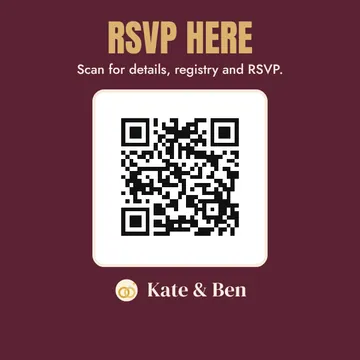 RSVP HERE
Scan for details, registry and RSVP.
Kate & Ben